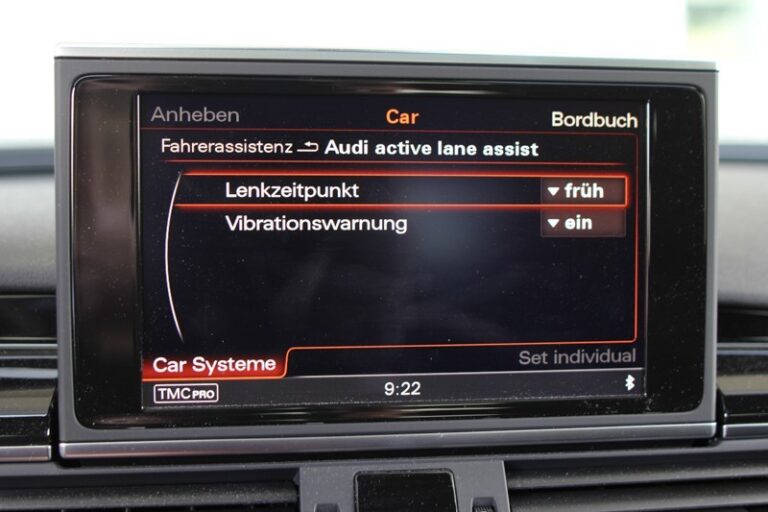 Anheben Car Bordbuch
Fahrerassistenz Audi active lane assist
Lenkzeitpunkt früh
Vibrationswarnung ein
Car Systeme Set individual
TMC PRO 9:22